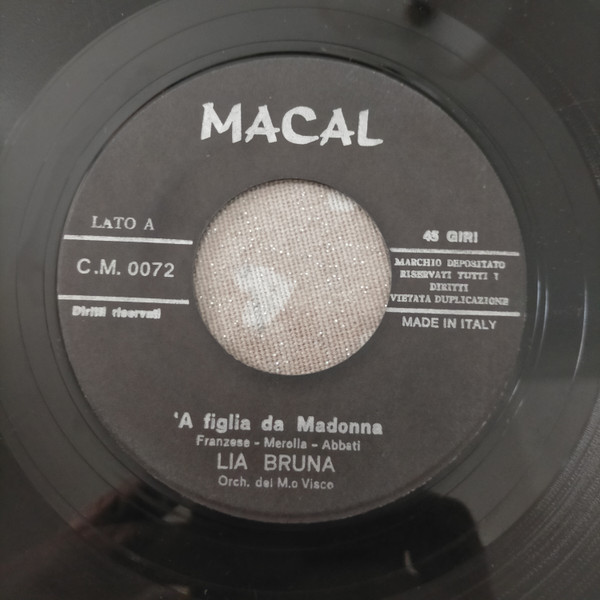 MACAL
LATO A
C.M. 0072
Diritti riservati
45 GIRI
MARCHIO DEPOSITATO
RISERVATI TUTTI I
DIRITTI
VIETATA DUPLICAZIONE
MADE IN ITALY
'A figlia da Madonna
Franzese - Merolla - Abbati
LIA BRUNA
Orch. del M.o Visco